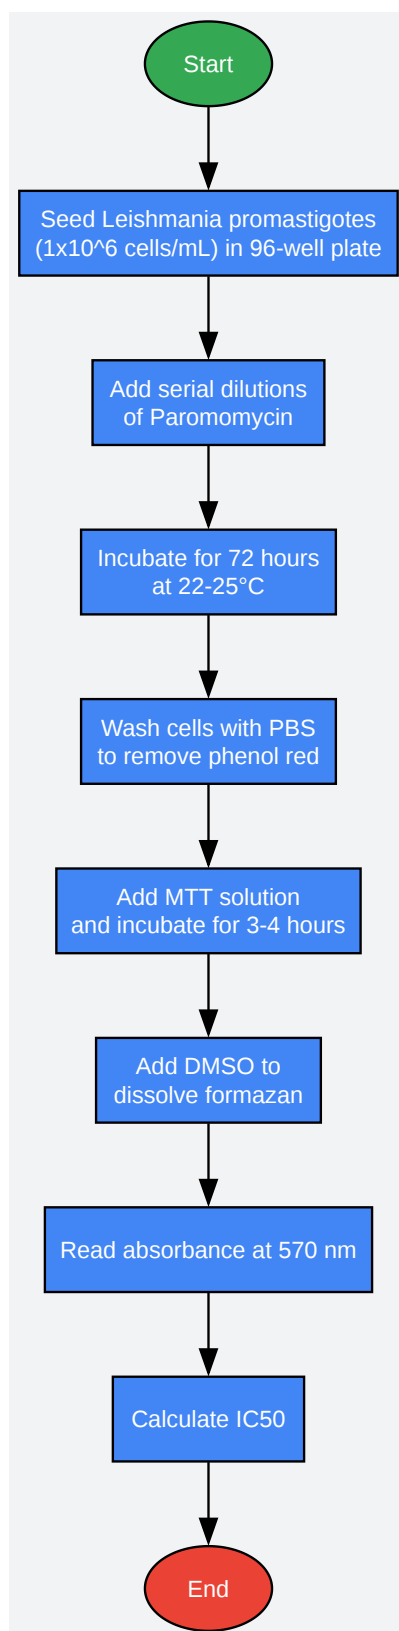 Start
Seed Leishmania promastigotes
(1x10^6 cells/mL) in 96-well plate
Add serial dilutions
of Paromomycin
Incubate for 72 hours
at 22-25°C
Wash cells with PBS
to remove phenol red
Add MTT solution
and incubate for 3-4 hours
Add DMSO to
dissolve formazan
Read absorbance at 570 nm
Calculate IC50
End